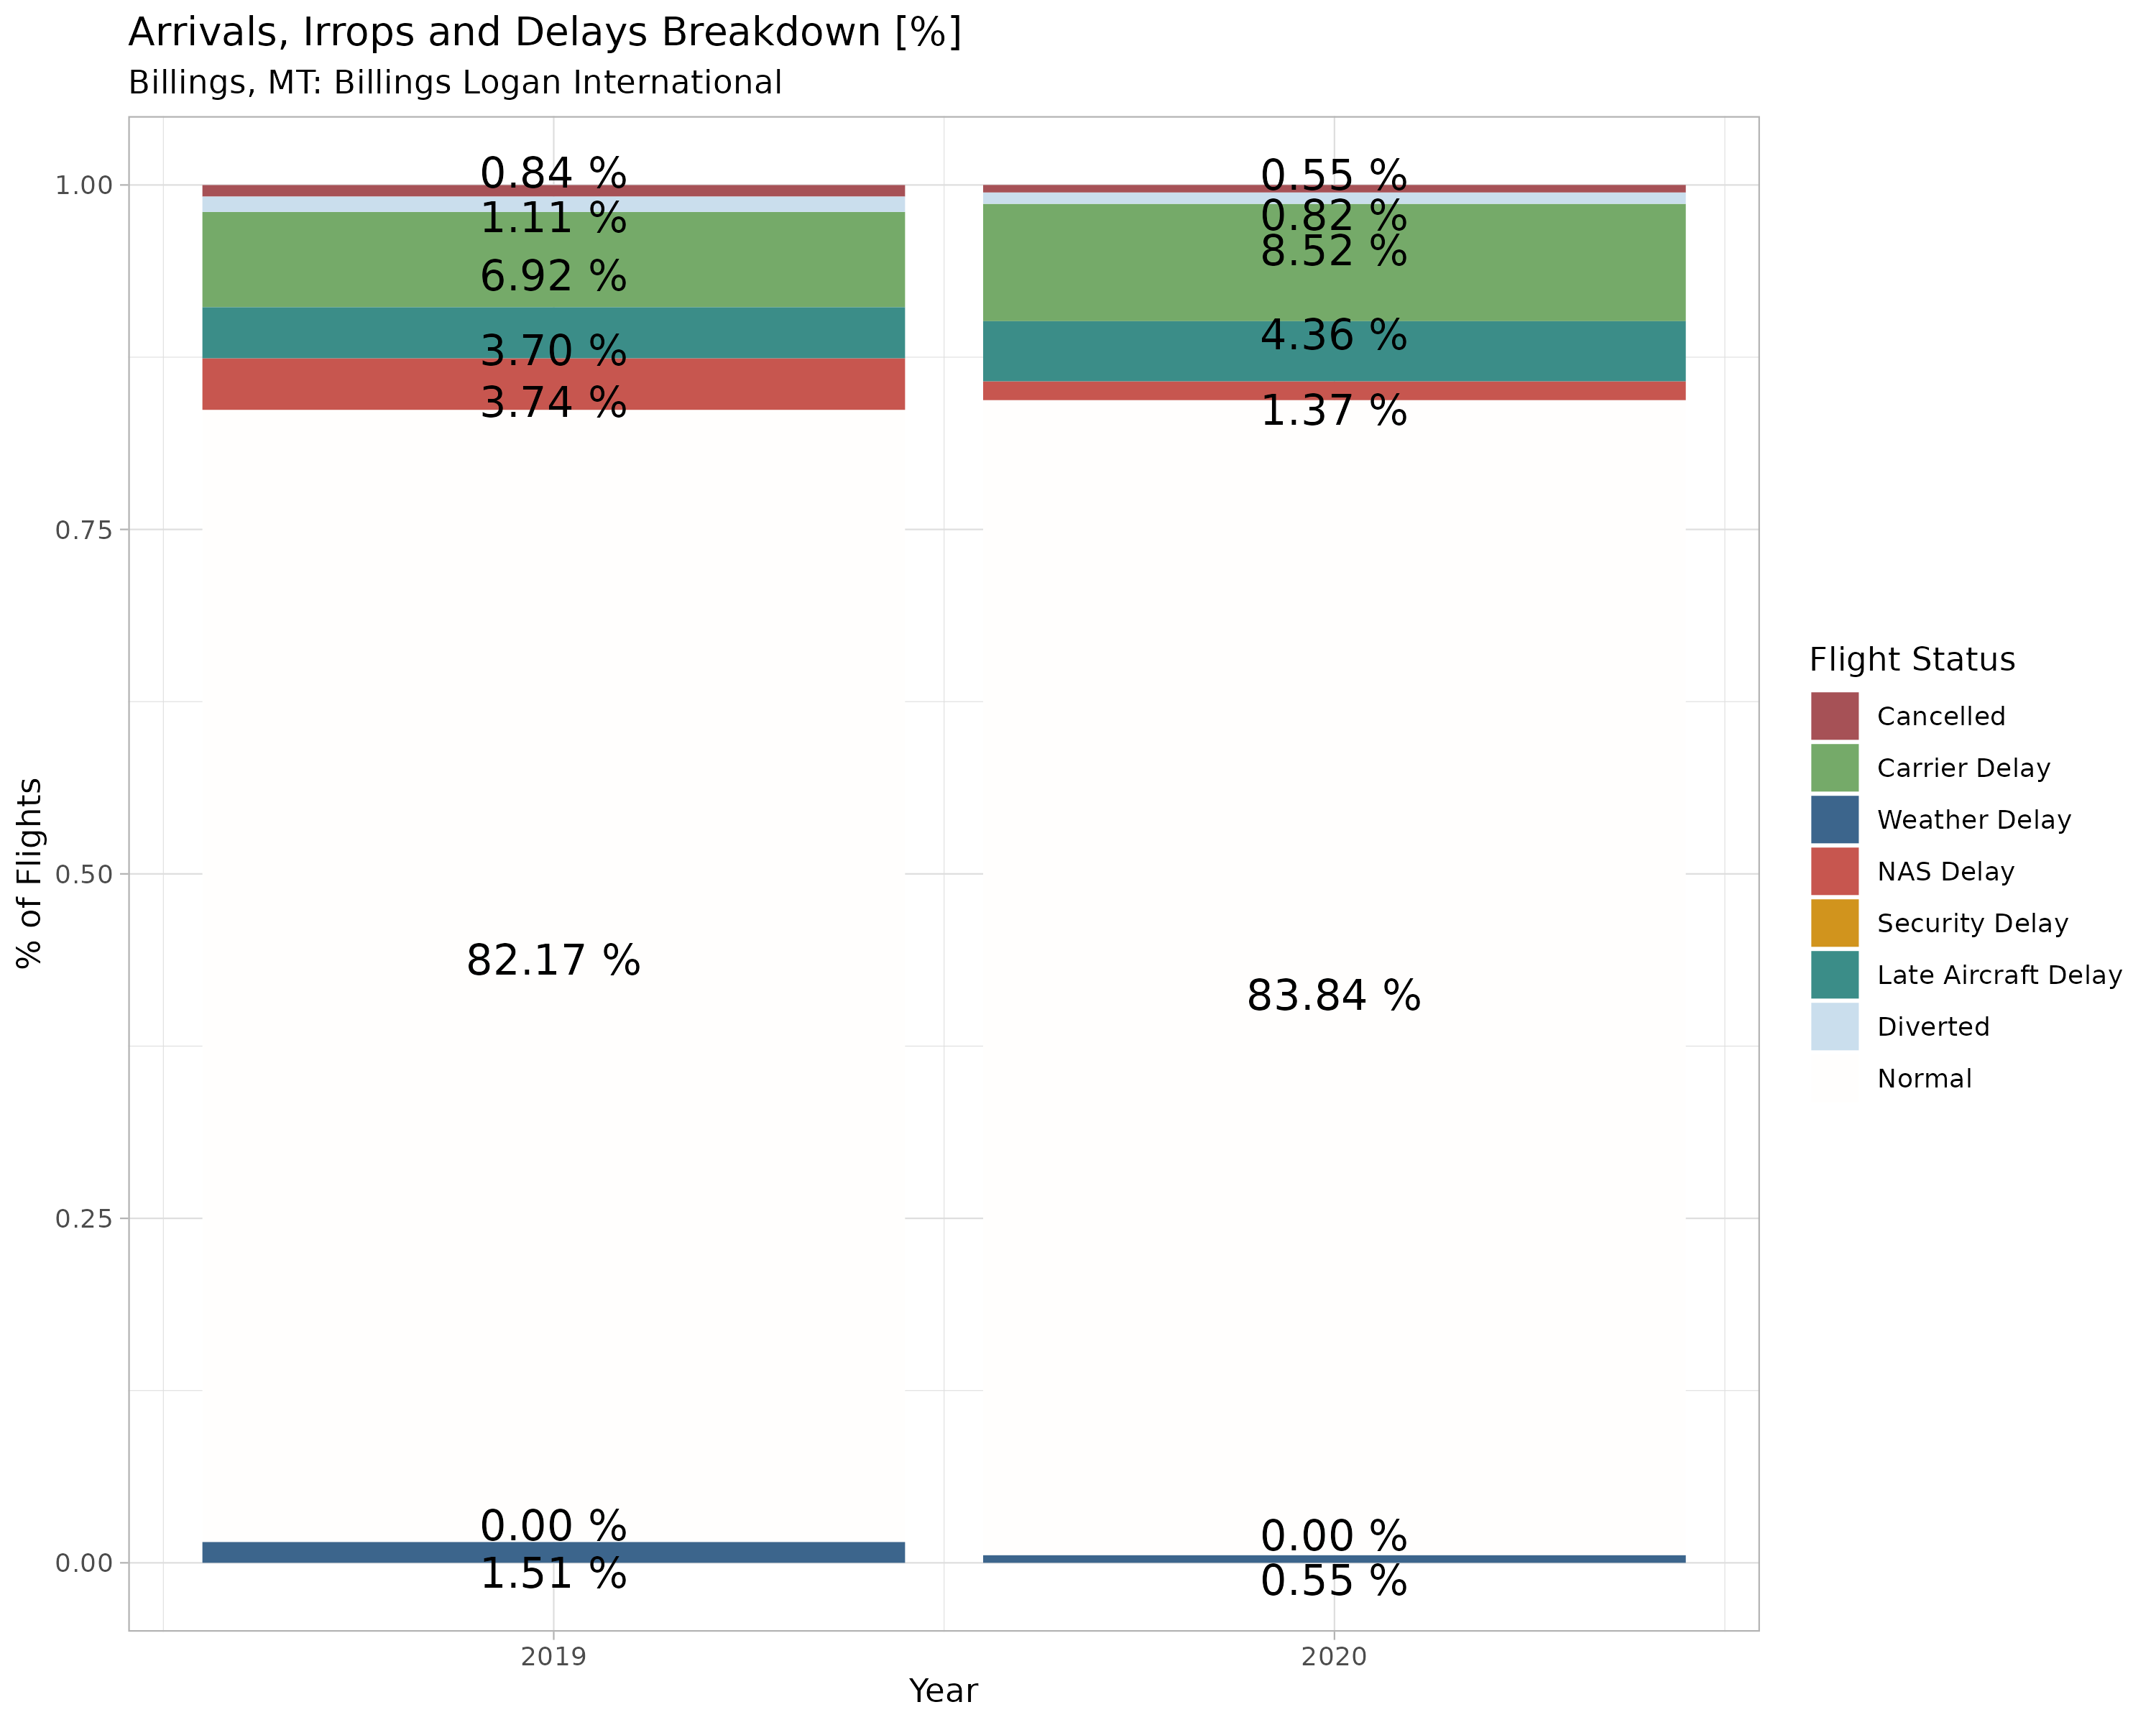 Arrivals, Irrops and Delays Breakdown [%]
Billings, MT: Billings Logan International
% of Flights
1.00
0.75
0.50
0.25
0.00
0.84 %
1.11 %
6.92 %
3.70 %
3.74 %
82.17 %
0.00 %
1.51 %
0.55 %
0.82 %
8.52 %
4.36 %
1.37 %
83.84 %
0.00 %
0.55 %
2019
2020
Year
Flight Status
Cancelled
Carrier Delay
Weather Delay
NAS Delay
Security Delay
Late Aircraft Delay
Diverted
Normal